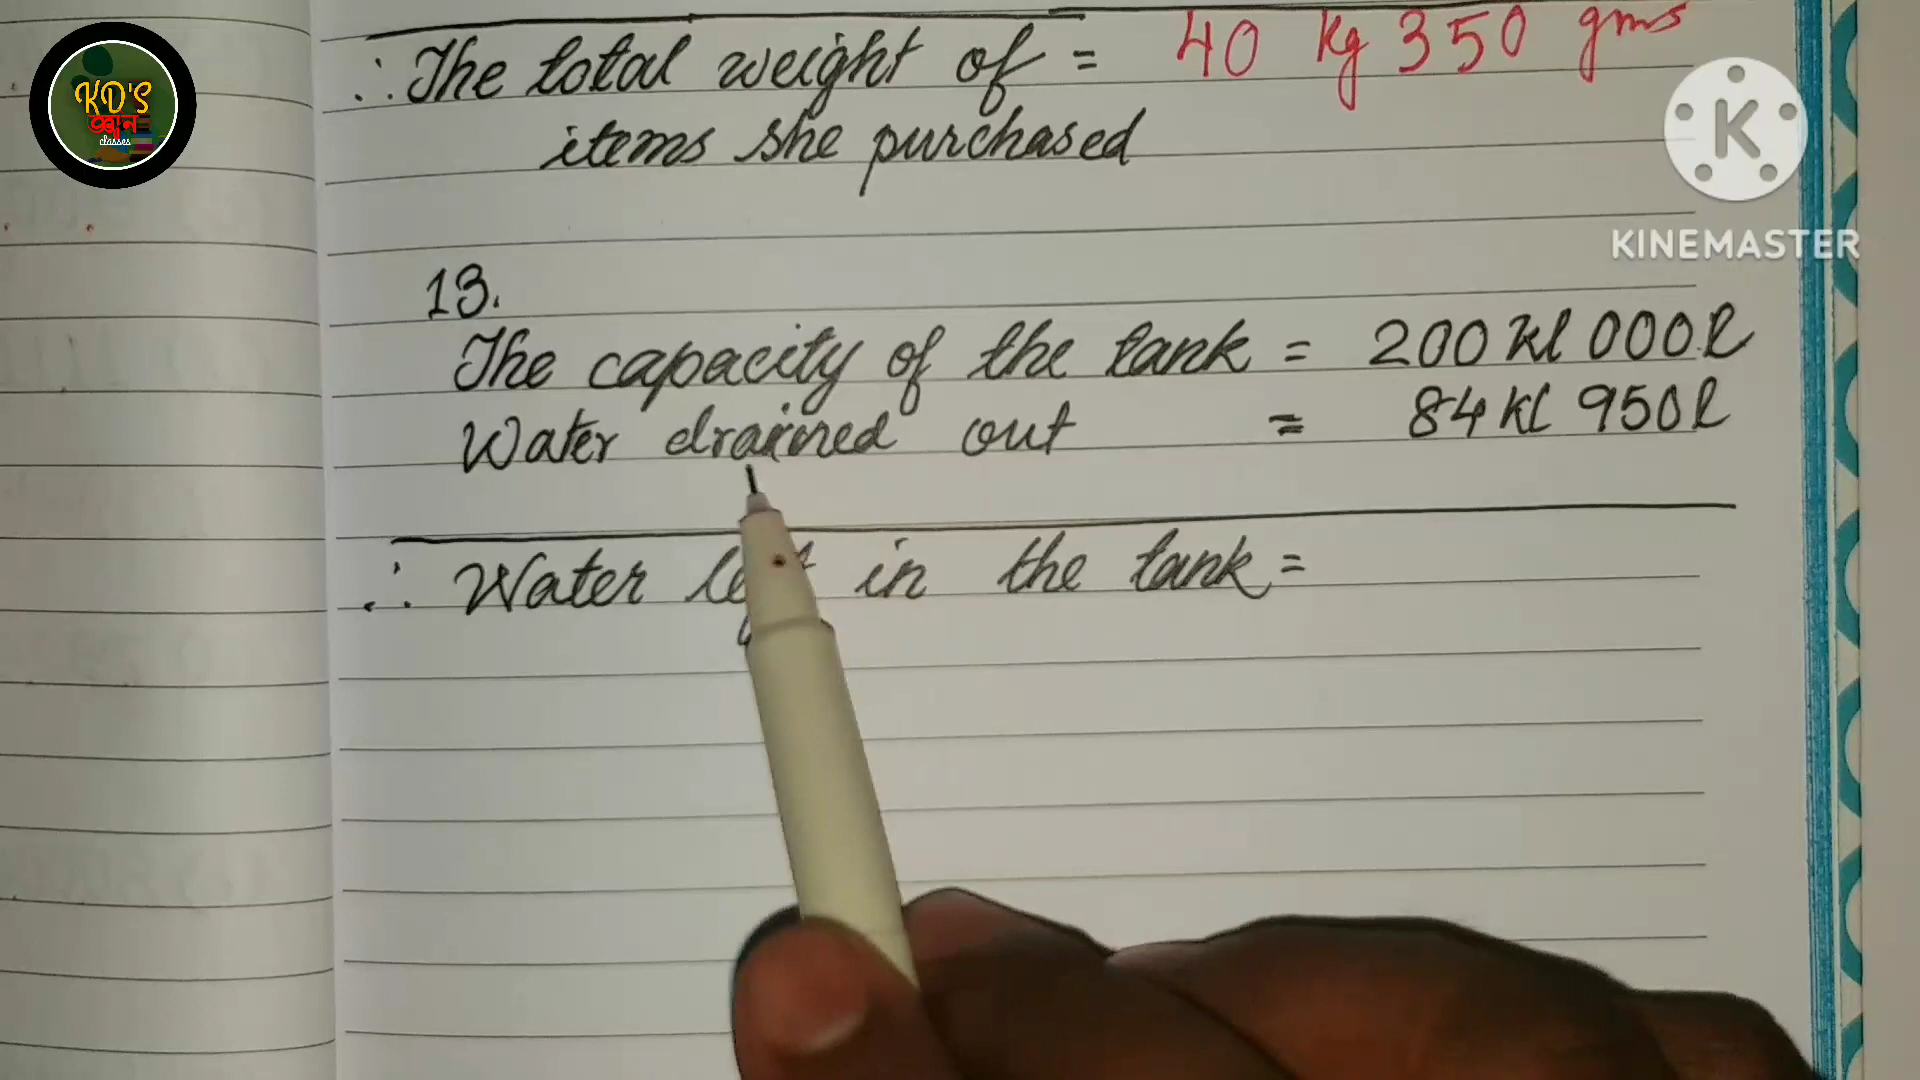 KD'S
জ্ঞান
classes
∴ The total weight of = 40 kg 350 gms
items she purchased
KINEMASTER
13.
The capacity of the tank = 200 Kl 000 l
Water drained out = 84 Kl 950 l
∴ Water left in the tank =